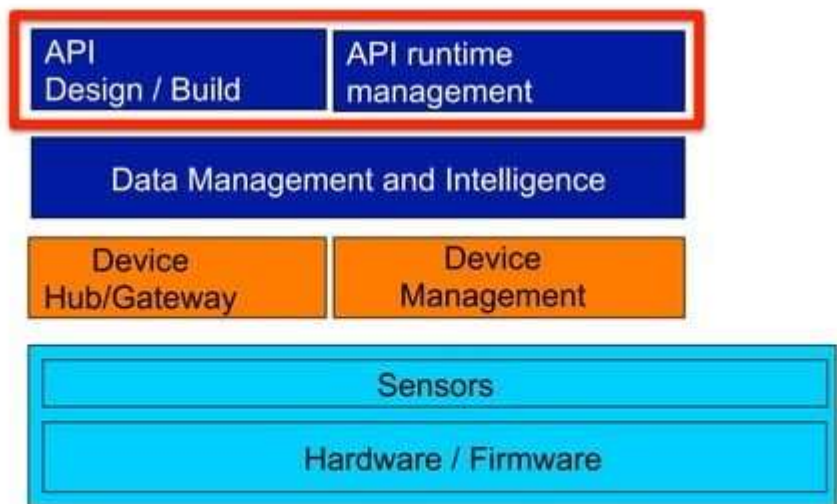 API
Design / Build
API runtime
management
Data Management and Intelligence
Device
Hub/Gateway
Device
Management
Sensors
Hardware / Firmware